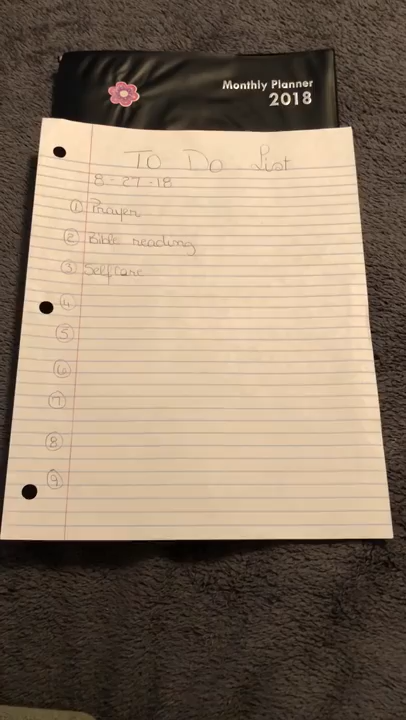 Monthly Planner
2018
To Do List
8-27-18
① Prayer
② Bible reading
③ Selfcare
④
⑤
⑥
⑦
⑧
⑨